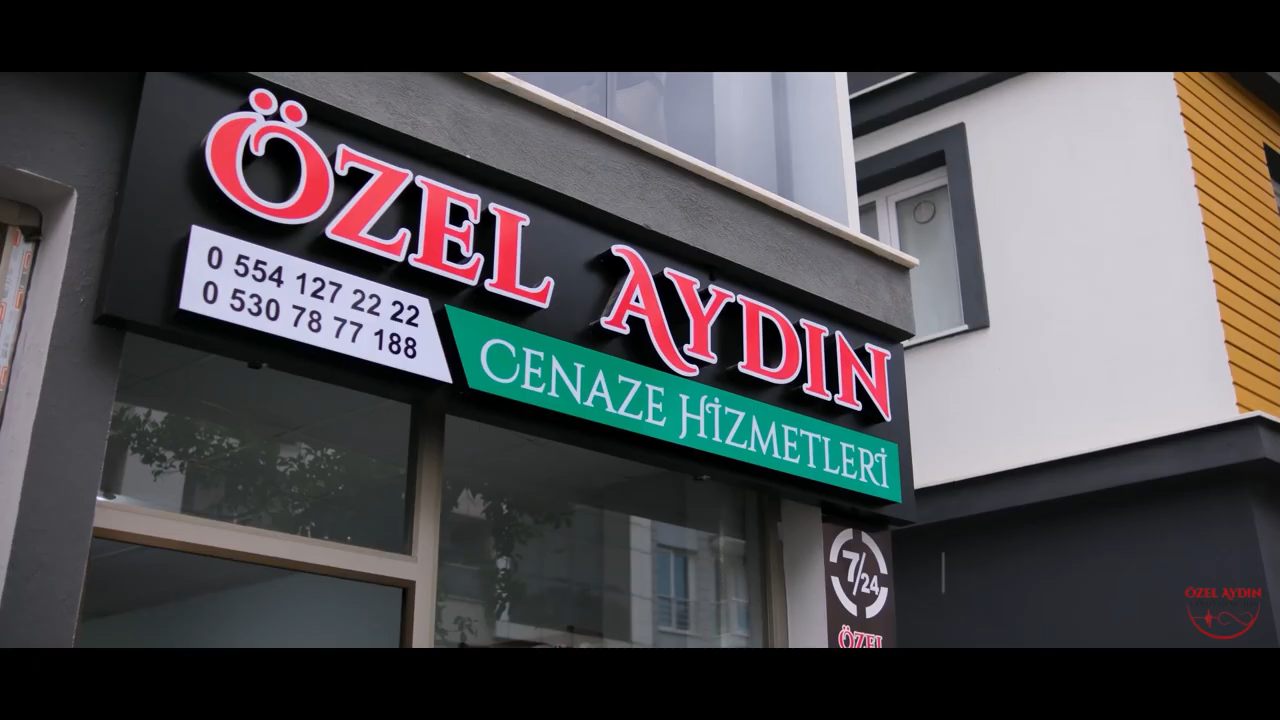 ÖZEL AYDIN
0 554 127 22 22
0 530 78 77 188
CENAZE HİZMETLERİ
7/24
ÖZEL
ÖZEL AYDIN